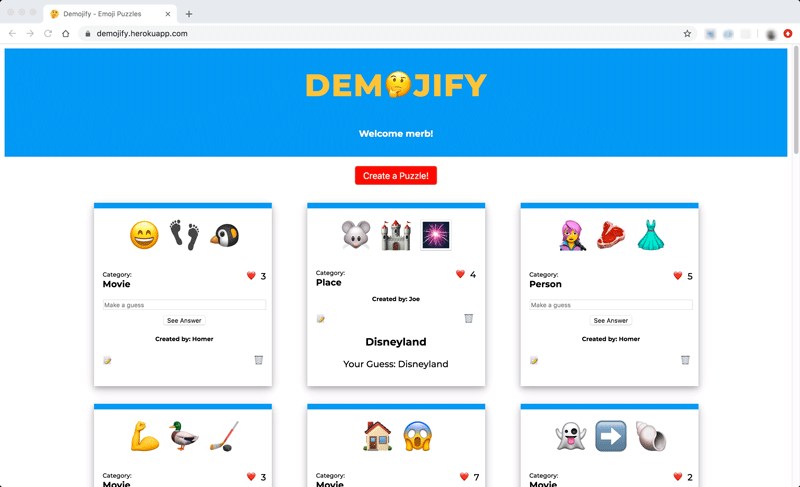 Demojify - Emoji Puzzles
demojify.herokuapp.com
DEM🤔JIFY
Welcome merb!
Create a Puzzle!
Category:
Movie
3
Make a guess
See Answer
Created by: Homer
Category:
Place
4
Created by: Joe
Disneyland
Your Guess: Disneyland
Category:
Person
5
Make a guess
See Answer
Created by: Homer
Category:
Movie
3
Category:
Movie
7
Category:
Movie
2